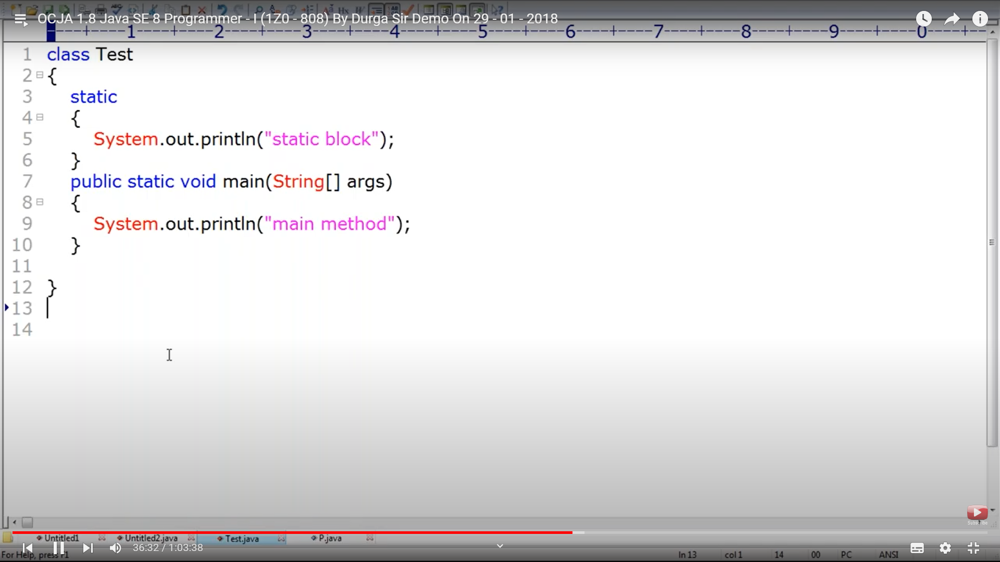 OCJA 1.8 Java SE 8 Programmer - I (1Z0 - 808) By Durga Sir Demo On 29 - 01 - 2018
----+----1----+----2----+----3----+----4----+----5----+----6----+----7----+----8----+----9----+----0----+--
1 class Test
2 {
3 static
4 {
5 System.out.println("static block");
6 }
7 public static void main(String[] args)
8 {
9 System.out.println("main method");
10 }
11
12 }
13
14
Subscribe
Untitled1 Untitled2.java Test.java P.java
36:32 / 1:03:38
For Help, press F1 ln 13 col 1 14 00 PC ANSI